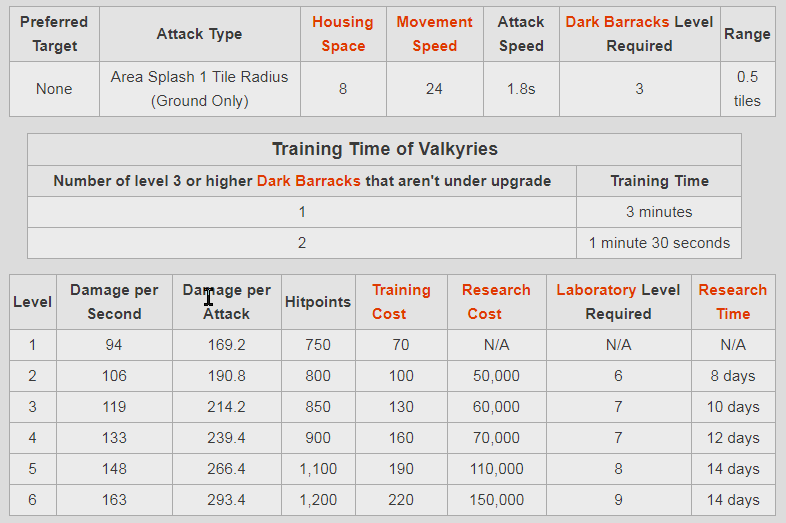 Preferred Target | Attack Type | Housing Space | Movement Speed | Attack Speed | Dark Barracks Level Required | Range
None | Area Splash 1 Tile Radius (Ground Only) | 8 | 24 | 1.8s | 3 | 0.5 tiles
Training Time of Valkyries
Number of level 3 or higher Dark Barracks that aren't under upgrade | Training Time
1 | 3 minutes
2 | 1 minute 30 seconds
Level | Damage per Second | Damage per Attack | Hitpoints | Training Cost | Research Cost | Laboratory Level Required | Research Time
1 | 94 | 169.2 | 750 | 70 | N/A | N/A | N/A
2 | 106 | 190.8 | 800 | 100 | 50,000 | 6 | 8 days
3 | 119 | 214.2 | 850 | 130 | 60,000 | 7 | 10 days
4 | 133 | 239.4 | 900 | 160 | 70,000 | 7 | 12 days
5 | 148 | 266.4 | 1,100 | 190 | 110,000 | 8 | 14 days
6 | 163 | 293.4 | 1,200 | 220 | 150,000 | 9 | 14 days